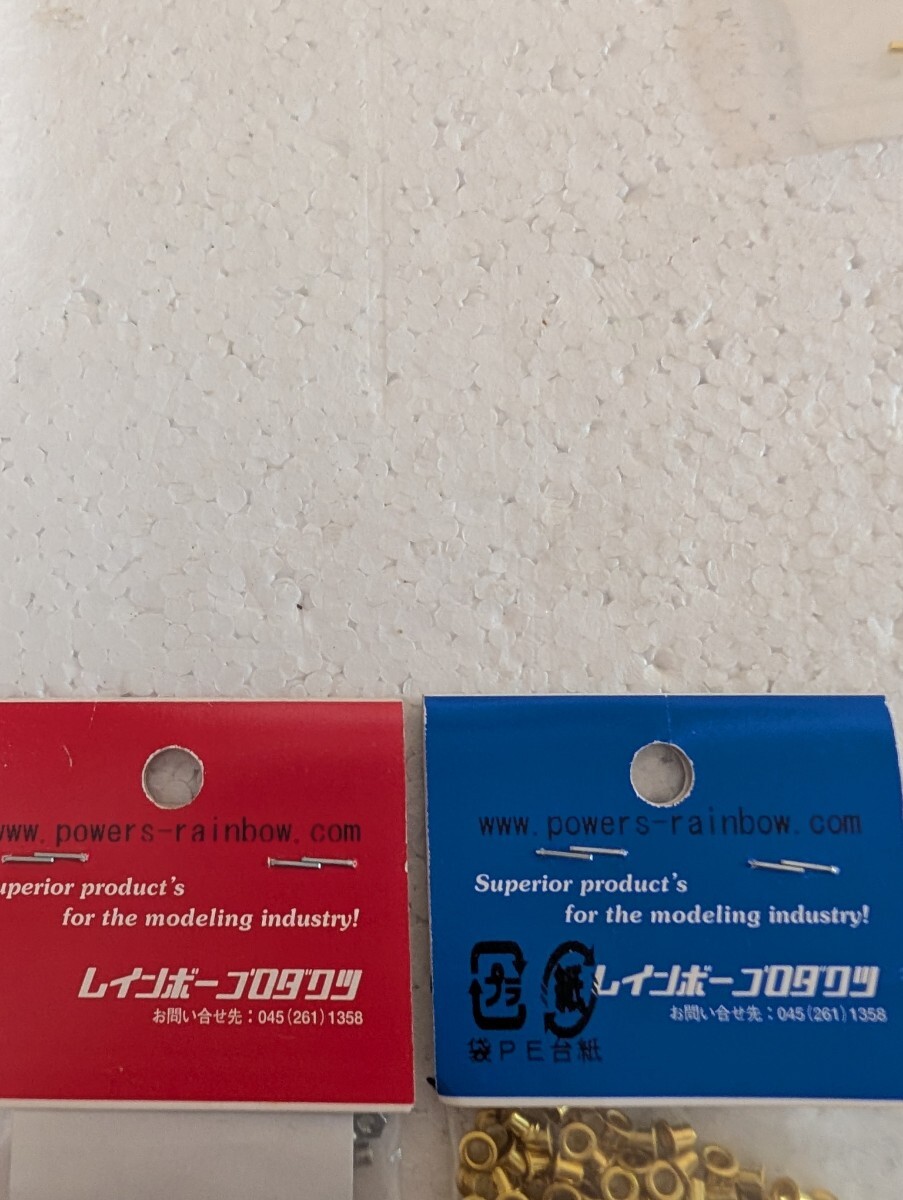 www.powers-rainbow.com
uperior product's
for the modeling industry!
レインボープロダクツ
お問い合せ先：045(261)1358
www.powers-rainbow.com
Superior product's
for the modeling industry!
プラ 紙
レインボープロダクツ
お問い合せ先：045(261)1358
袋PE台紙